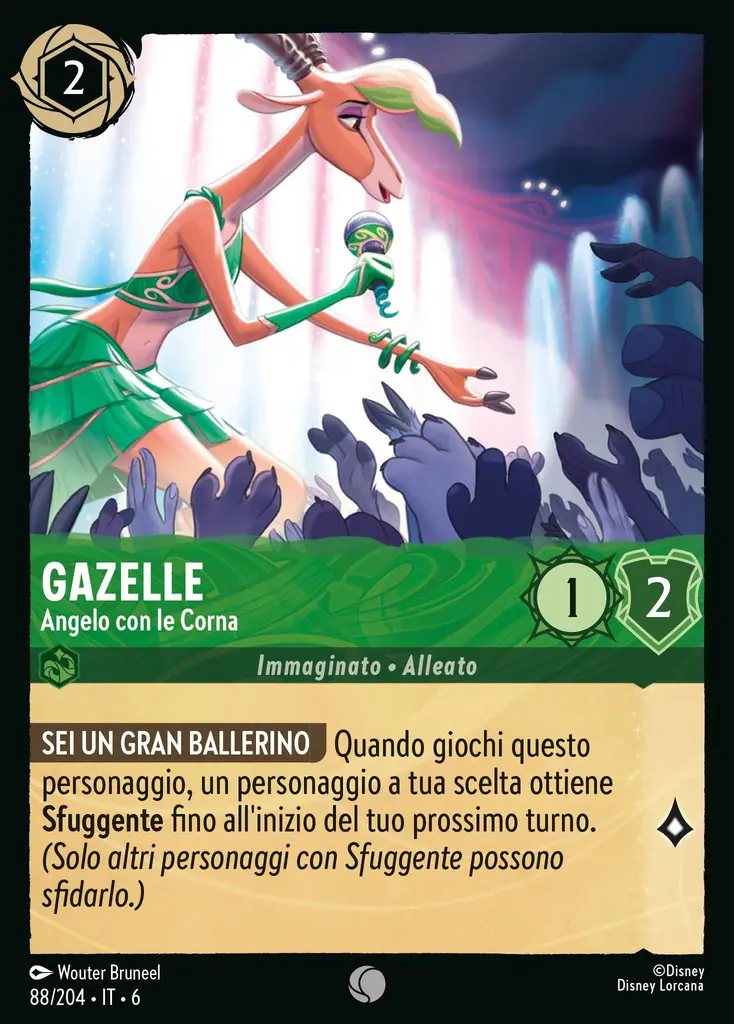 2
GAZELLE
Angelo con le Corna
1
2
Immaginato • Alleato
SEI UN GRAN BALLERINO Quando giochi questo
personaggio, un personaggio a tua scelta ottiene
Sfuggente fino all'inizio del tuo prossimo turno.
(Solo altri personaggi con Sfuggente possono
sfidarlo.)
Wouter Bruneel
©Disney
88/204 • IT • 6
Disney Lorcana